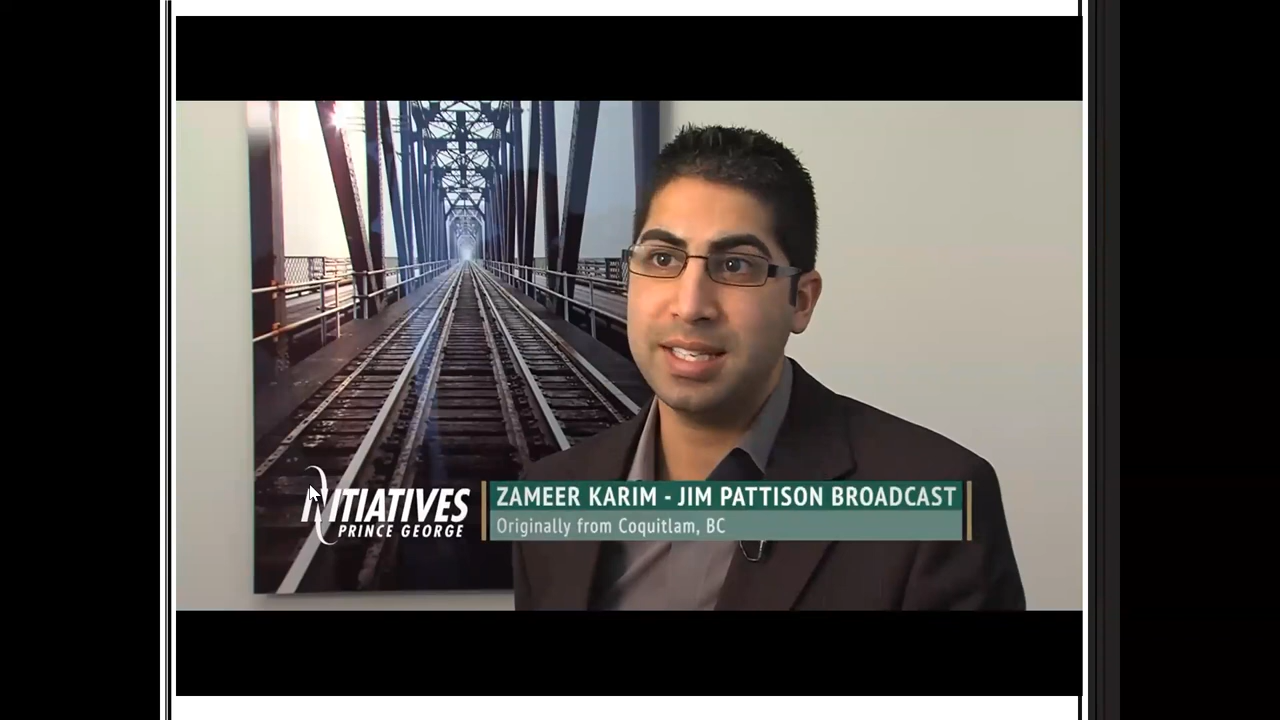 INITIATIVES
PRINCE GEORGE
ZAMEER KARIM - JIM PATTISON BROADCAST
Originally from Coquitlam, BC